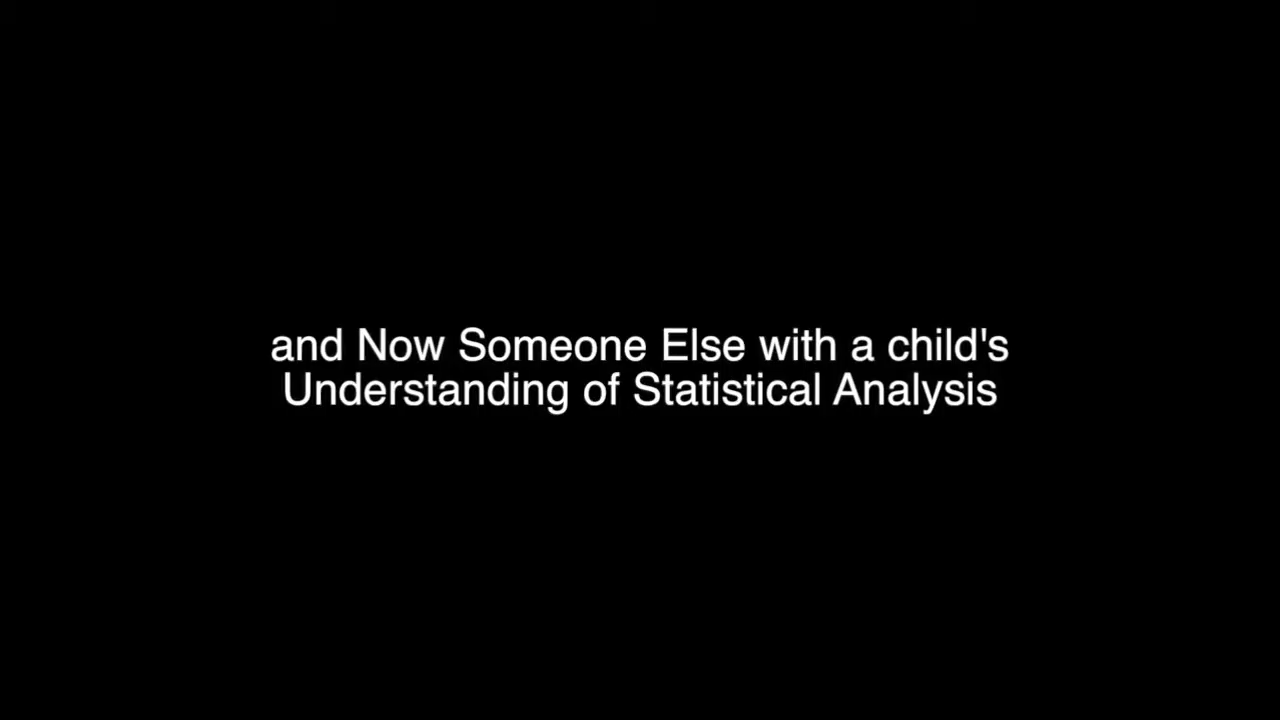 and Now Someone Else with a child's
Understanding of Statistical Analysis